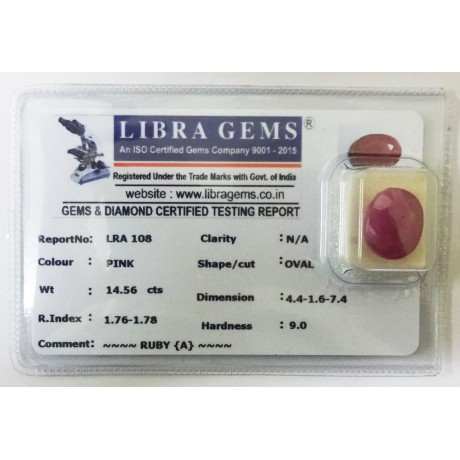 LIBRA GEMS ®
An ISO Certified Gems Company 9001 - 2015
Registered Under the Trade Marks with Govt. of India
website : www.libragems.co.in
GEMS & DIAMOND CERTIFIED TESTING REPORT
ReportNo: LRA 108 Clarity : N/A
Colour : PINK Shape/cut : OVAL
Wt : 14.56 cts Dimension : 4.4-1.6-7.4
R.Index : 1.76-1.78 Hardness : 9.0
Comment: ~~~~ RUBY {A} ~~~~